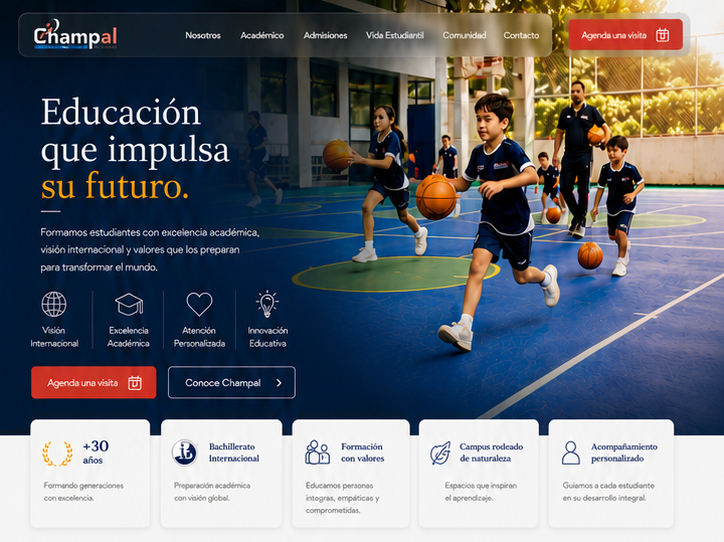 Champal
Nosotros
Académico
Admisiones
Vida Estudiantil
Comunidad
Contacto
Agenda una visita
Educación
que impulsa
su futuro.
Formamos estudiantes con excelencia académica,
visión internacional y valores que los preparan
para transformar el mundo.
Visión
Internacional
Excelencia
Académica
Atención
Personalizada
Innovación
Educativa
Agenda una visita
Conoce Champal
+30
años
Formando generaciones
con excelencia.
Bachillerato
Internacional
Preparación académica
con visión global.
Formación
con valores
Educamos personas
íntegras, empáticas y
comprometidas.
Campus rodeado
de naturaleza
Espacios que inspiran
el aprendizaje.
Acompañamiento
personalizado
Guiamos a cada estudiante
en su desarrollo integral.